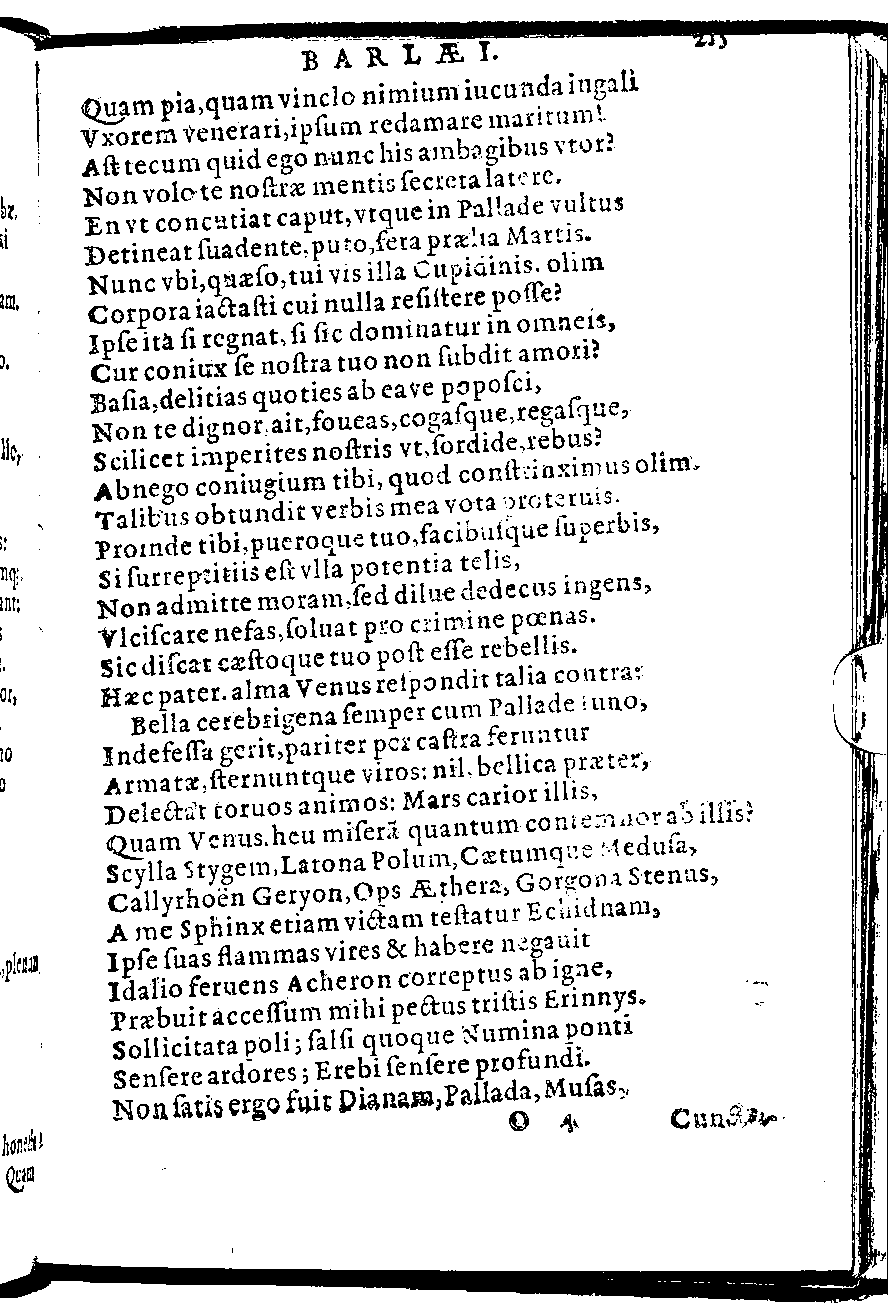 BARLÆI. 215
Quam pia,quam vinclo nimium iucunda iugali
Vxorem venerari,ipſum redamare maritum!
Aſt tecum quid ego nunc his ambagibus vtor?
Non volo te noſtræ mentis ſecreta latere.
En vt concutiat caput,vtque in Pallade vultus
Detineat ſuadente,puto,fera prælia Martis.
Nunc vbi,quæſo,tui vis illa Cupidinis. olim
Corpora iactaſti cui nulla reſiſtere poſſe?
Ipſe ità ſi regnat, ſi ſic dominatur in omneis,
Cur coniux ſe noſtra tuo non ſubdit amori?
Baſia,delitias quoties ab eave popoſci,
Non te dignor,ait,foueas,cogaſque,regaſque,
Scilicet imperites noſtris vt,ſordide,rebus?
Abnego coniugium tibi, quod conſtrinximus olim.
Talibus obtundit verbis mea vota proteruis.
Proinde tibi,pueroque tuo,facibuſque ſuperbis,
Si ſurreptitiis eſt vlla potentia telis,
Non admitte moram,ſed dilue dedecus ingens,
Vlciſcare nefas,ſoluat pro crimine pœnas.
Sic diſcat cæſtoque tuo poſt eſſe rebellis.
Hæc pater. alma Venus reſpondit talia contra:
Bella cerebrigena ſemper cum Pallade Iuno,
Indefeſſa gerit,pariter per caſtra feruntur
Armatæ,ſternuntque viros: nil, bellica præter,
Delectat toruos animos: Mars carior illis,
Quam Venus.heu miſerā quantum contemnor ab illis?
Scylla Stygem,Latona Polum,Cætumque Meduſa,
Callyrhoën Geryon,Ops Æthera, Gorgona Stenus,
A me Sphinx etiam victam teſtatur Echidnam,
Ipſe ſuas flammas vires & habere negauit
Idalio feruens Acheron correptus ab igne,
Præbuit acceſſum mihi pectus triſtis Erinnys.
Sollicitata poli; ſalſi quoque Numina ponti
Senſere ardores; Erebi ſenſere profundi.
Non ſatis ergo fuit Dianam,Pallada, Muſas,
O 4